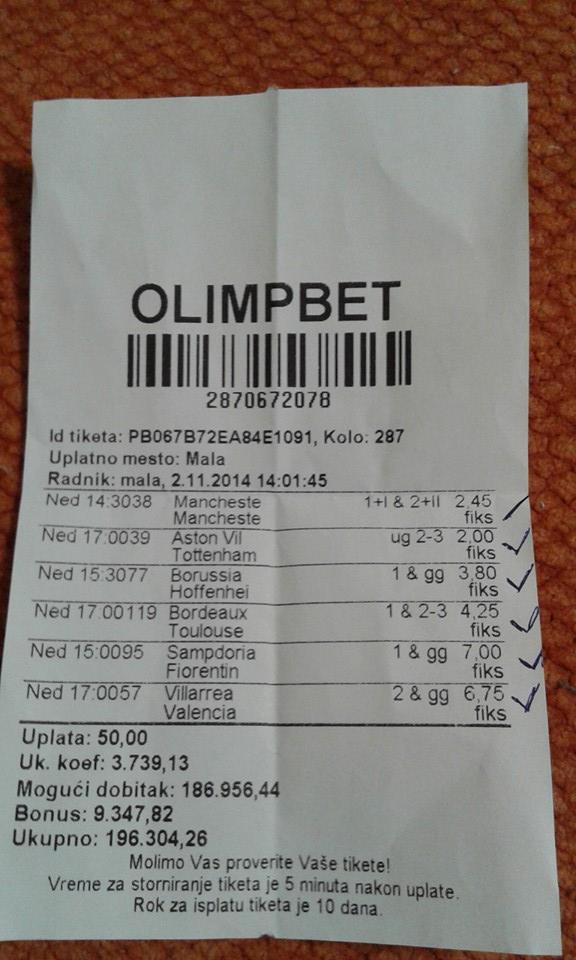 OLIMPBET
2870672078
Id tiketa: PB067B72EA84E1091, Kolo: 287
Uplatno mesto: Mala
Radnik: mala, 2.11.2014 14:01:45
Ned 14:3038 Mancheste 1+I & 2+II 2,45
Mancheste fiks
Ned 17:0039 Aston Vil ug 2-3 2,00
Tottenham fiks
Ned 15:3077 Borussia 1 & gg 3,80
Hoffenhei fiks
Ned 17:00119 Bordeaux 1 & 2-3 4,25
Toulouse fiks
Ned 15:0095 Sampdoria 1 & gg 7,00
Fiorentin fiks
Ned 17:0057 Villarrea 2 & gg 6,75
Valencia fiks
Uplata: 50,00
Uk. koef: 3.739,13
Mogući dobitak: 186.956,44
Bonus: 9.347,82
Ukupno: 196.304,26
Molimo Vas proverite Vaše tikete!
Vreme za storniranje tiketa je 5 minuta nakon uplate.
Rok za isplatu tiketa je 10 dana.